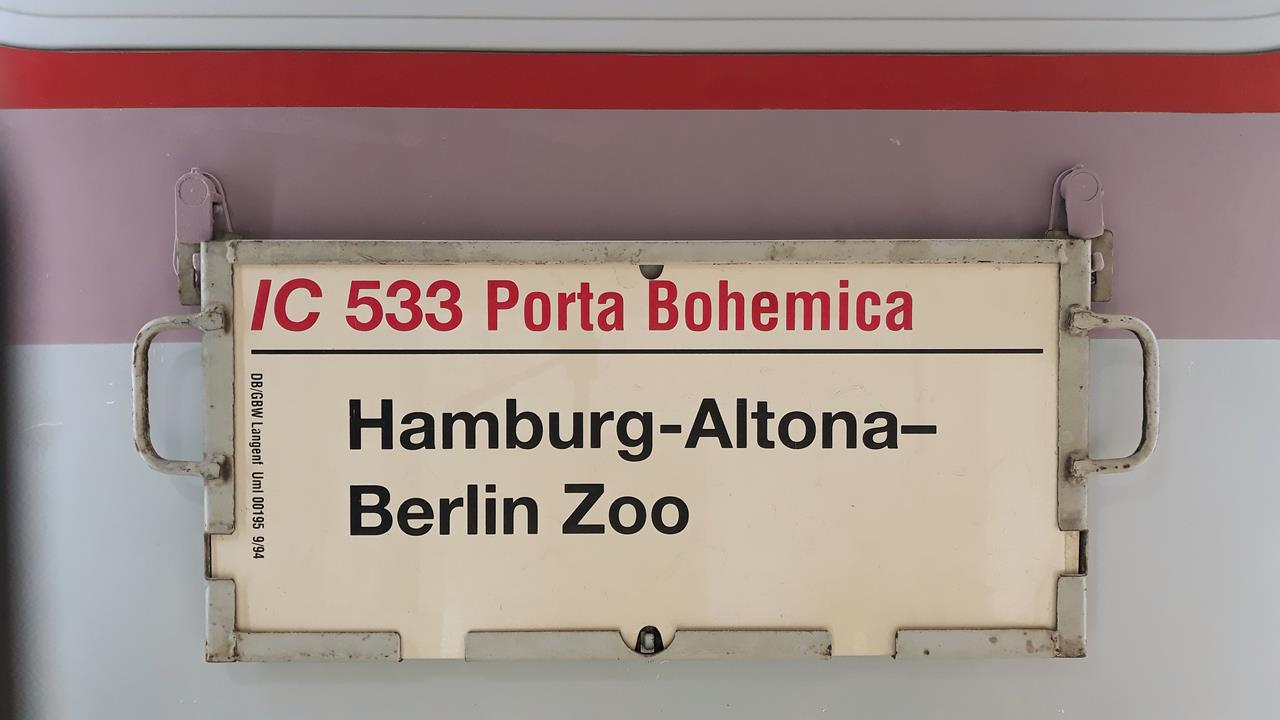 IC 533 Porta Bohemica
Hamburg-Altona–
Berlin Zoo
DB/GBW Langenf Uml 00195 9/94